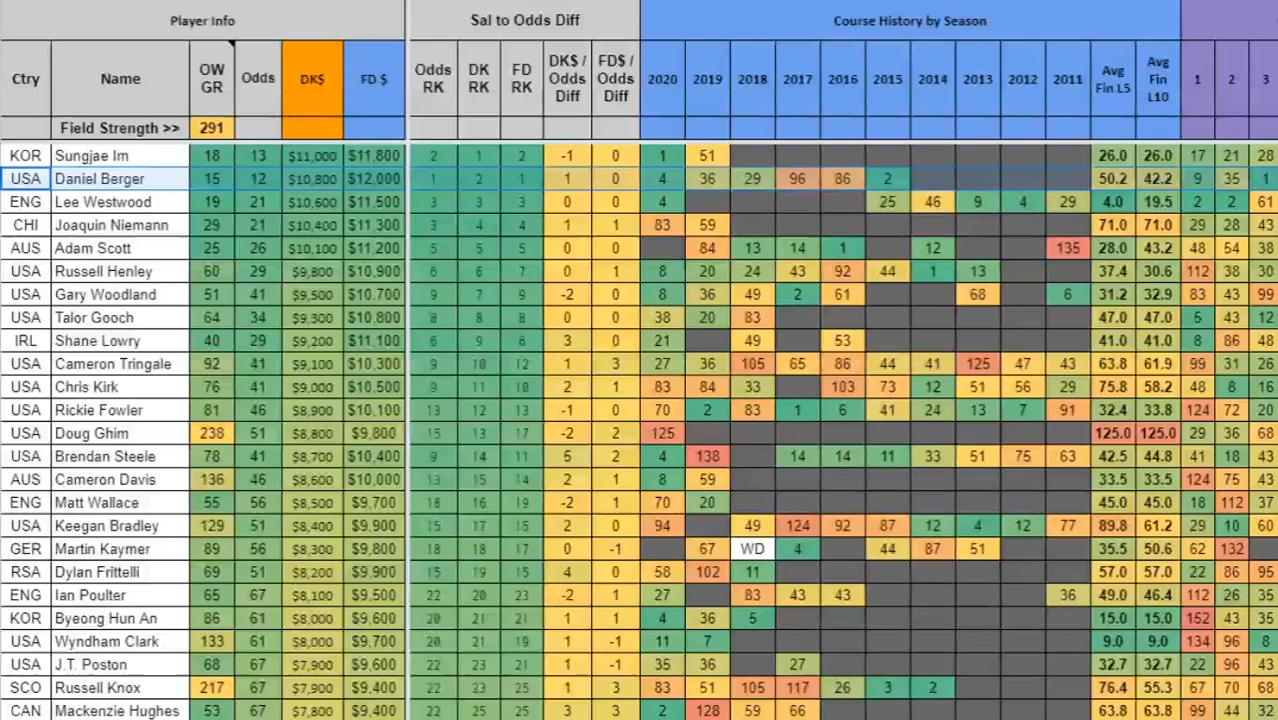 Player Info Sal to Odds Diff Course History by Season
Ctry Name OW GR Odds DK$ FD $ Odds RK DK RK FD RK DK$ / Odds Diff FD$ / Odds Diff 2020 2019 2018 2017 2016 2015 2014 2013 2012 2011 Avg Fin L5 Avg Fin L10 1 2 3
Field Strength >> 291
KOR Sungjae Im 18 13 $11,000 $11,800 2 1 2 -1 0 1 51 26.0 26.0 17 21 28
USA Daniel Berger 15 12 $10,800 $12,000 1 2 1 1 0 4 36 29 96 86 2 50.2 42.2 9 35 1
ENG Lee Westwood 19 21 $10,600 $11,500 3 3 3 0 0 4 25 46 9 4 29 4.0 19.5 2 2 61
CHI Joaquin Niemann 29 21 $10,400 $11,300 3 4 4 1 1 83 59 71.0 71.0 29 28 43
AUS Adam Scott 25 26 $10,100 $11,200 5 5 5 0 0 84 13 14 1 12 135 28.0 43.2 48 54 38
USA Russell Henley 60 29 $9,800 $10,900 6 6 7 0 1 8 20 24 43 92 44 1 13 37.4 30.6 112 38 30
USA Gary Woodland 51 41 $9,500 $10,700 9 7 9 -2 0 8 36 49 2 61 68 6 31.2 32.9 83 43 99
USA Talor Gooch 64 34 $9,300 $10,800 8 8 8 0 0 38 20 83 47.0 47.0 5 43 12
IRL Shane Lowry 40 29 $9,200 $11,100 6 9 6 3 0 21 49 53 41.0 41.0 8 86 48
USA Cameron Tringale 92 41 $9,100 $10,300 9 10 12 1 3 27 36 105 65 86 44 41 125 47 43 63.8 61.9 99 31 26
USA Chris Kirk 76 41 $9,000 $10,500 9 11 10 2 1 83 84 33 103 73 12 51 56 29 75.8 58.2 48 8 16
USA Rickie Fowler 81 46 $8,900 $10,100 13 12 13 -1 0 70 2 83 1 6 41 24 13 7 91 32.4 33.8 124 72 20
USA Doug Ghim 238 51 $8,800 $9,800 15 13 17 -2 2 125 125.0 125.0 29 36 68
USA Brendan Steele 78 41 $8,700 $10,400 9 14 11 5 2 4 138 14 14 11 33 51 75 63 42.5 44.8 41 18 43
AUS Cameron Davis 136 46 $8,600 $10,000 13 15 14 2 1 8 59 33.5 33.5 124 75 43
ENG Matt Wallace 55 56 $8,500 $9,700 18 16 19 -2 1 70 20 45.0 45.0 18 112 37
USA Keegan Bradley 129 51 $8,400 $9,900 15 17 15 2 0 94 49 124 92 87 12 4 12 77 89.8 61.2 29 10 60
GER Martin Kaymer 89 56 $8,300 $9,800 18 18 17 0 -1 67 WD 4 44 87 51 35.5 50.6 62 132
RSA Dylan Frittelli 69 51 $8,200 $9,900 15 19 15 4 0 58 102 11 57.0 57.0 22 86 95
ENG Ian Poulter 65 67 $8,100 $9,500 22 20 23 -2 1 27 83 43 43 36 49.0 46.4 112 26 35
KOR Byeong Hun An 86 61 $8,000 $9,600 20 21 21 1 1 4 36 5 15.0 15.0 152 43 35
USA Wyndham Clark 133 61 $8,000 $9,700 20 21 19 1 -1 11 7 9.0 9.0 134 96 8
USA J.T. Poston 68 67 $7,900 $9,600 22 23 21 1 -1 35 36 27 32.7 32.7 22 96 43
SCO Russell Knox 217 67 $7,900 $9,400 22 23 25 1 3 83 51 105 117 26 3 2 76.4 55.3 67 70 68
CAN Mackenzie Hughes 53 67 $7,800 $9,400 22 25 25 3 3 2 128 59 66 63.8 63.8 99 44 32